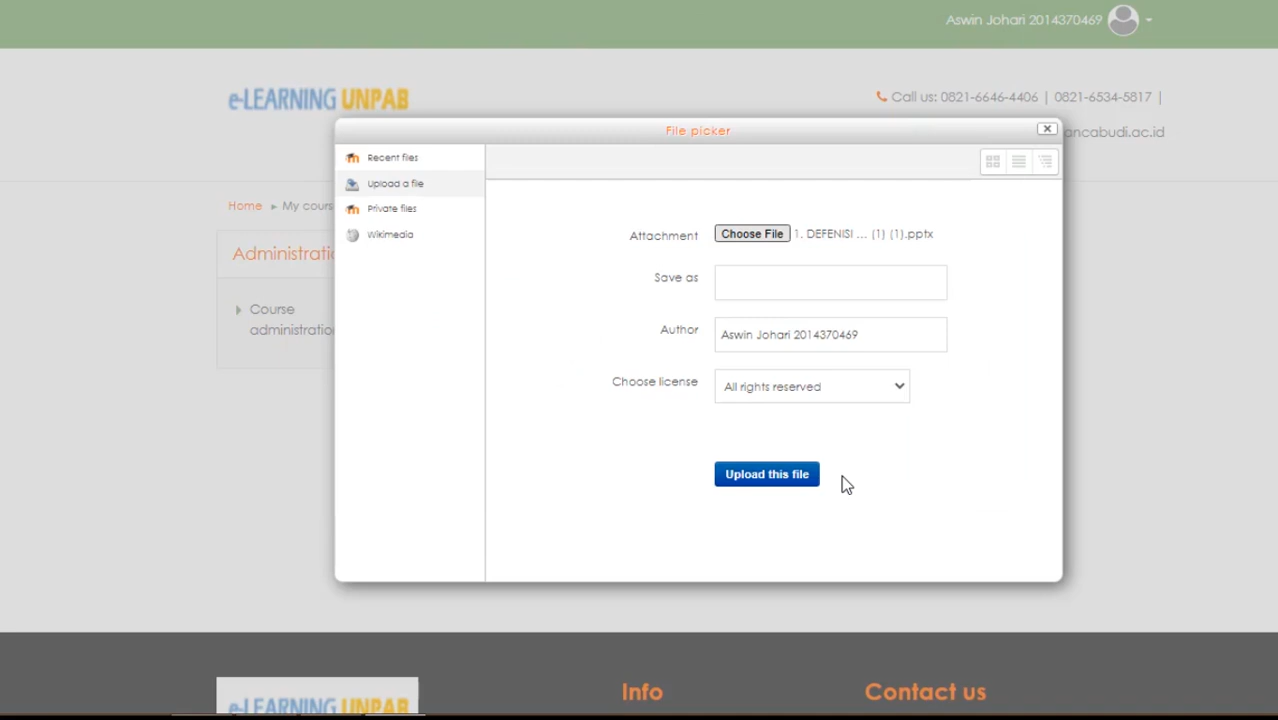 Aswin Johari 2014370469
e-LEARNING UNPAB
Call us: 0821-6646-4406 | 0821-6534-5817 |
ancabudi.ac.id
File picker
Recent files
Upload a file
Private files
Wikimedia
Home ► My cours
Administratio
Course
administration
Attachment
Choose File 1. DEFENISI ... (1) (1).pptx
Save as
Author
Aswin Johari 2014370469
Choose license
All rights reserved
Upload this file
e-LEARNING UNPAB
Info
Contact us